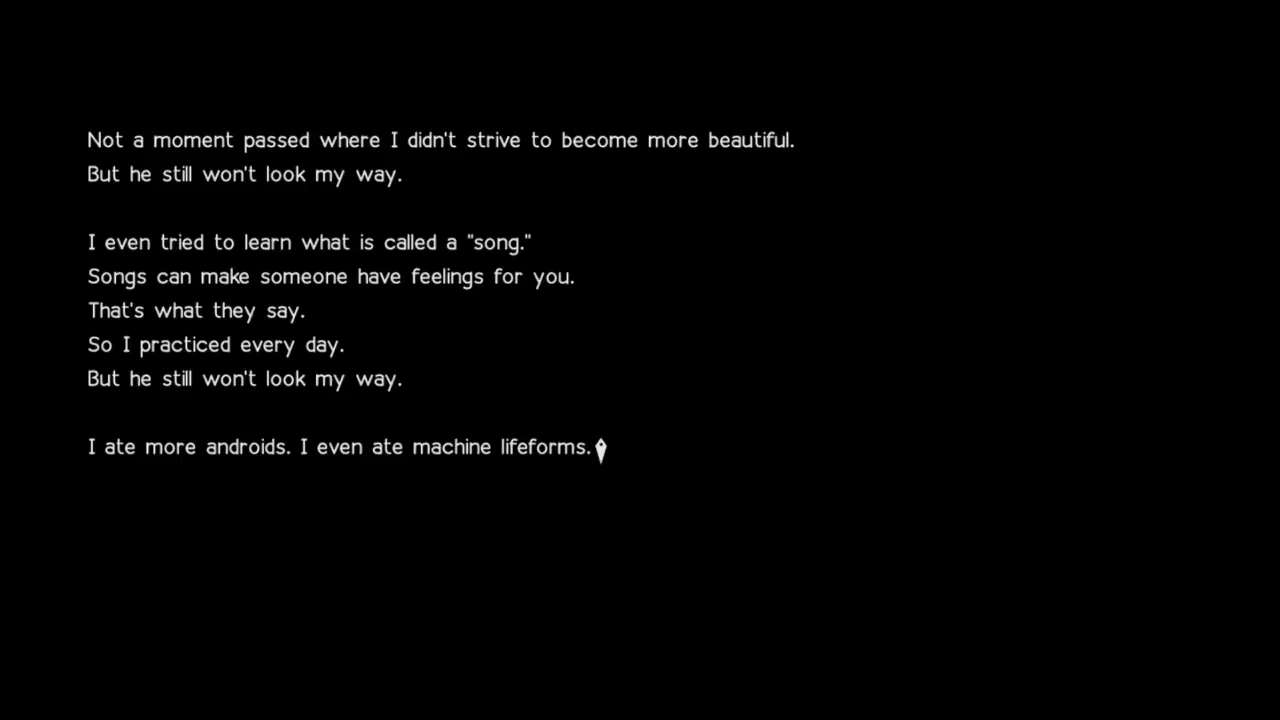 Not a moment passed where I didn't strive to become more beautiful.
But he still won't look my way.
I even tried to learn what is called a "song."
Songs can make someone have feelings for you.
That's what they say.
So I practiced every day.
But he still won't look my way.
I ate more androids. I even ate machine lifeforms.